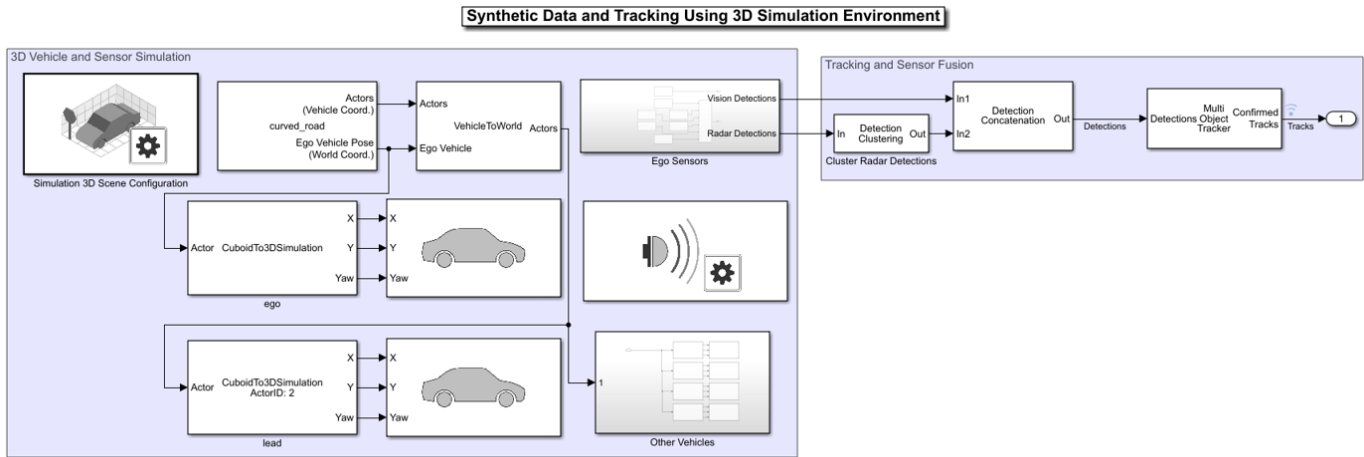 Synthetic Data and Tracking Using 3D Simulation Environment
3D Vehicle and Sensor Simulation
Simulation 3D Scene Configuration
Actors
(Vehicle Coord.)
curved_road
Ego Vehicle Pose
(World Coord.)
Actors
VehicleToWorld
Actors
Ego Vehicle
Vision Detections
Radar Detections
Ego Sensors
Actor
CuboidTo3DSimulation
X
Y
Yaw
ego
X
Y
Yaw
Actor
CuboidTo3DSimulation
ActorID: 2
X
Y
Yaw
lead
X
Y
Yaw
1
Other Vehicles
Tracking and Sensor Fusion
In
Detection
Clustering
Out
Cluster Radar Detections
In1
In2
Detection
Concatenation
Out
Detections
Detections
Multi
Object
Tracker
Confirmed
Tracks
Tracks
1